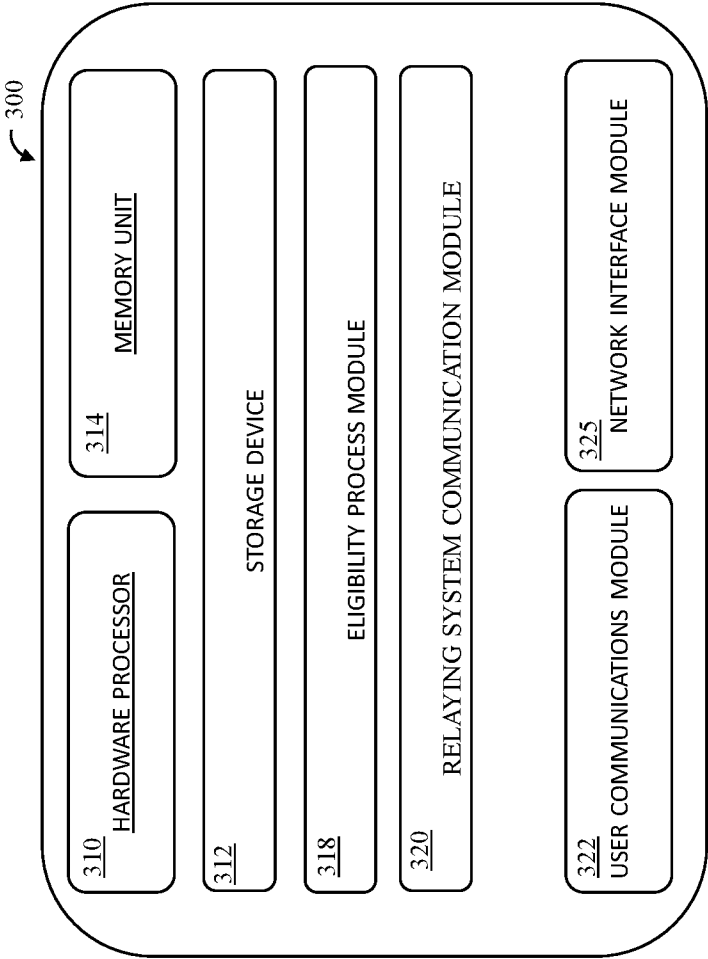 300
310
HARDWARE PROCESSOR
314
MEMORY UNIT
312
STORAGE DEVICE
318
ELIGIBILITY PROCESS MODULE
320
RELAYING SYSTEM COMMUNICATION MODULE
322
USER COMMUNICATIONS MODULE
325
NETWORK INTERFACE MODULE